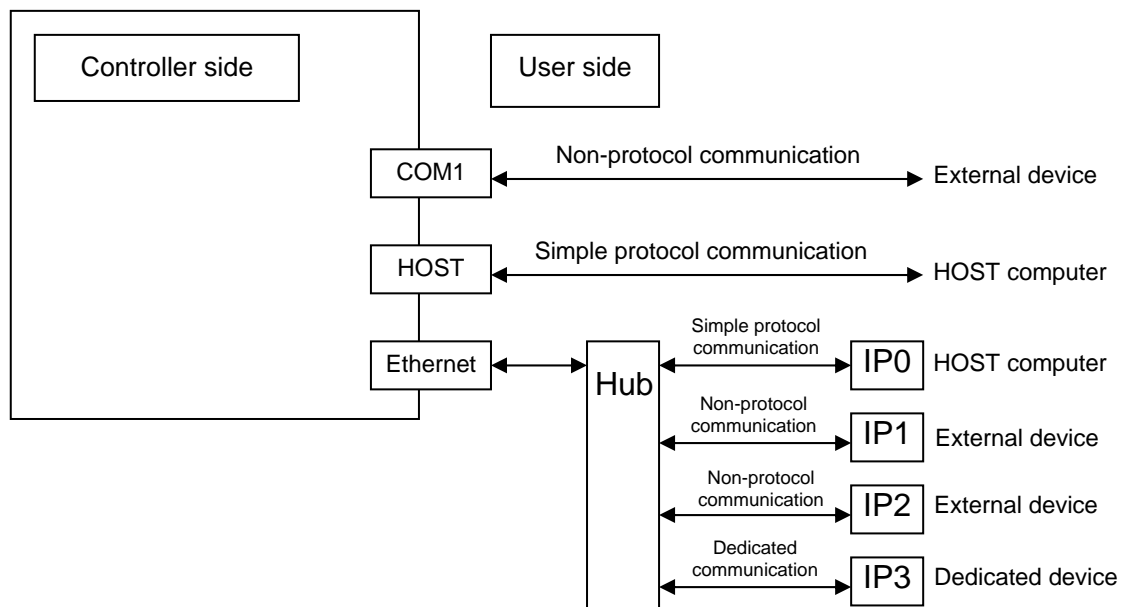 Controller side
User side
COM1
Non-protocol communication
External device
HOST
Simple protocol communication
HOST computer
Ethernet
Hub
Simple protocol
communication
IP0
HOST computer
Non-protocol
communication
IP1
External device
Non-protocol
communication
IP2
External device
Dedicated
communication
IP3
Dedicated device